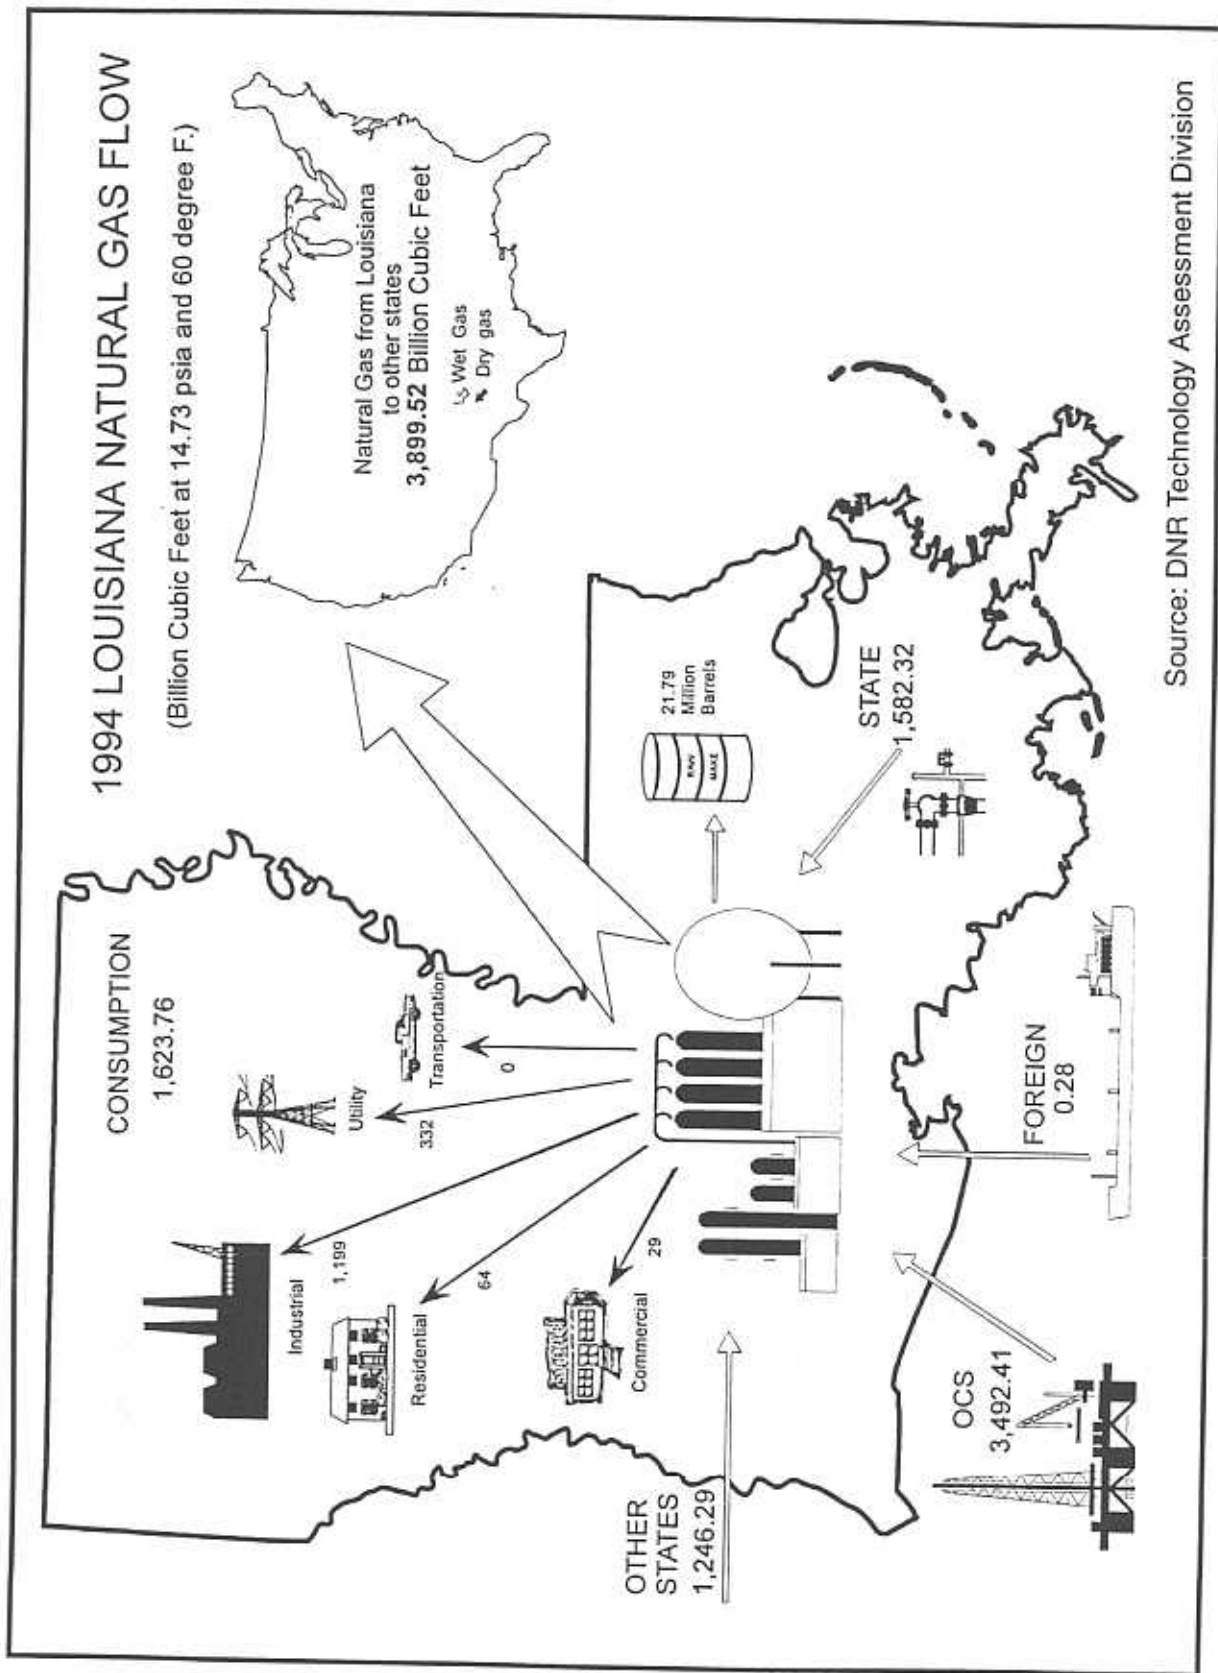 1994 LOUISIANA NATURAL GAS FLOW
(Billion Cubic Feet at 14.73 psia and 60 degree F.)
CONSUMPTION
1,623.76
Industrial
1,199
Residential
64
Commercial
29
Utility
332
Transportation
0
Natural Gas from Louisiana
to other states
3,899.52 Billion Cubic Feet
Wet Gas
Dry gas
RAW
MAKE
21.79
Million
Barrels
STATE
1,582.32
OTHER
STATES
1,246.29
OCS
3,492.41
FOREIGN
0.28
Source: DNR Technology Assessment Division